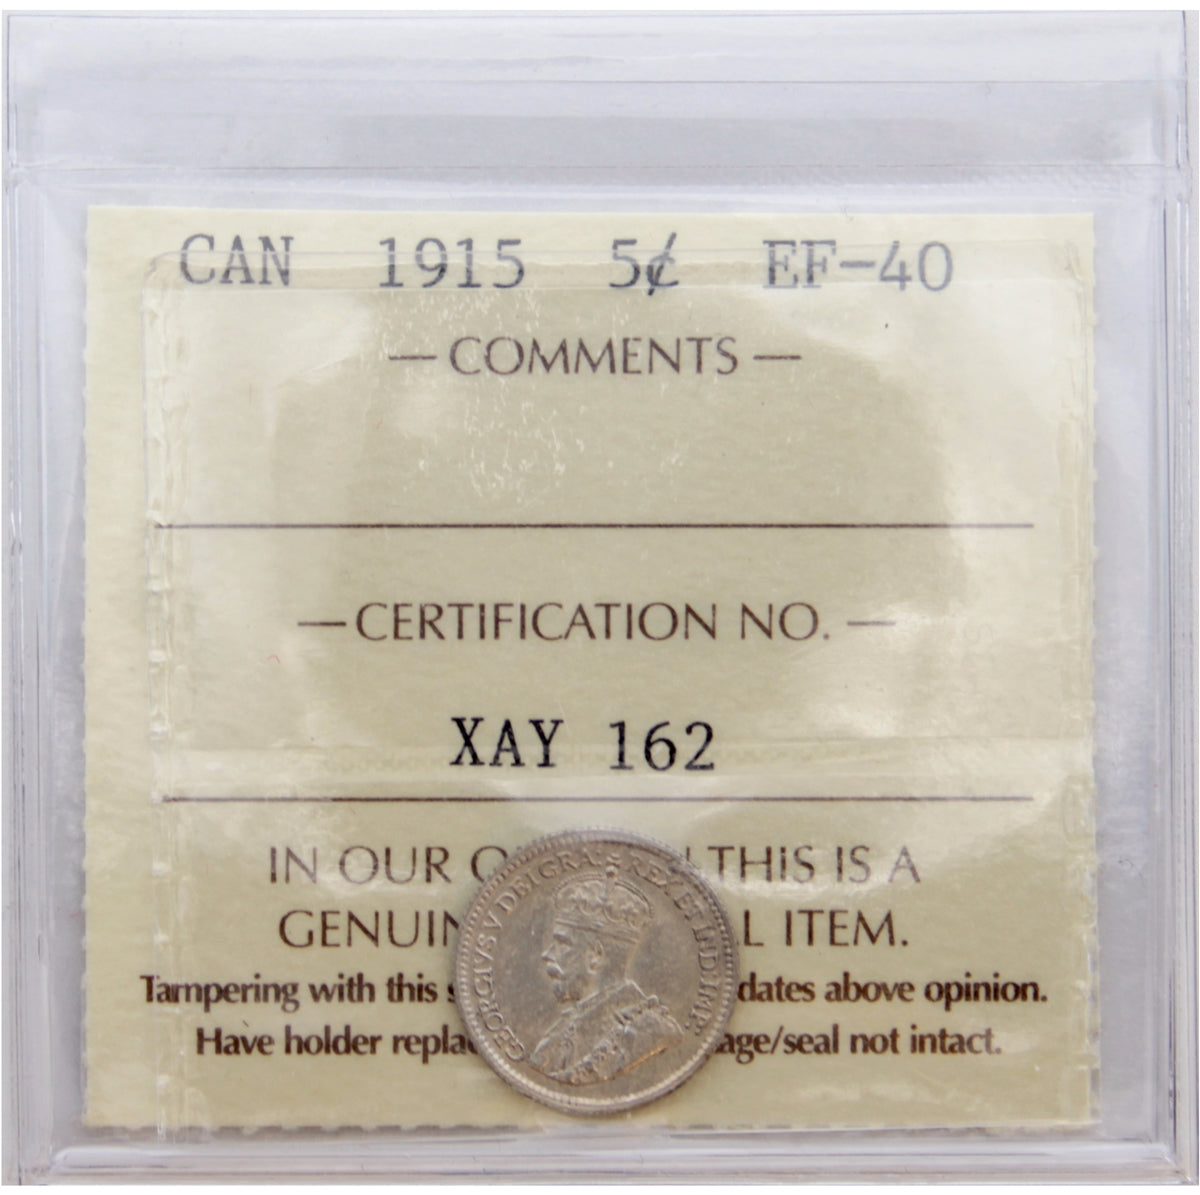 CAN 1915 5¢ EF-40
— COMMENTS —
— CERTIFICATION NO. —
XAY 162
IN OUR O N THIS IS A
GENUIN L ITEM.
Tampering with this s dates above opinion.
Have holder repla age/seal not intact.
GEORGIVS V DEI GRA: REX ET IND: IMP: